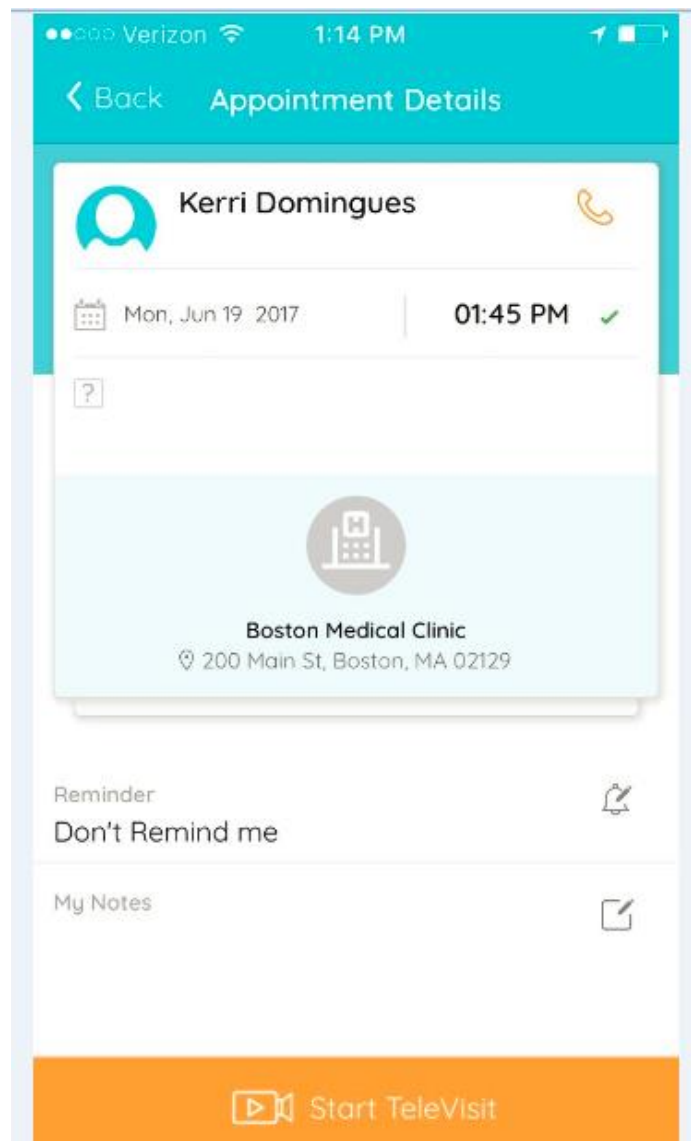 Verizon 1:14 PM
Back Appointment Details
Kerri Domingues
Mon, Jun 19 2017 01:45 PM
?
H
Boston Medical Clinic
200 Main St, Boston, MA 02129
Reminder
Don't Remind me
My Notes
Start TeleVisit